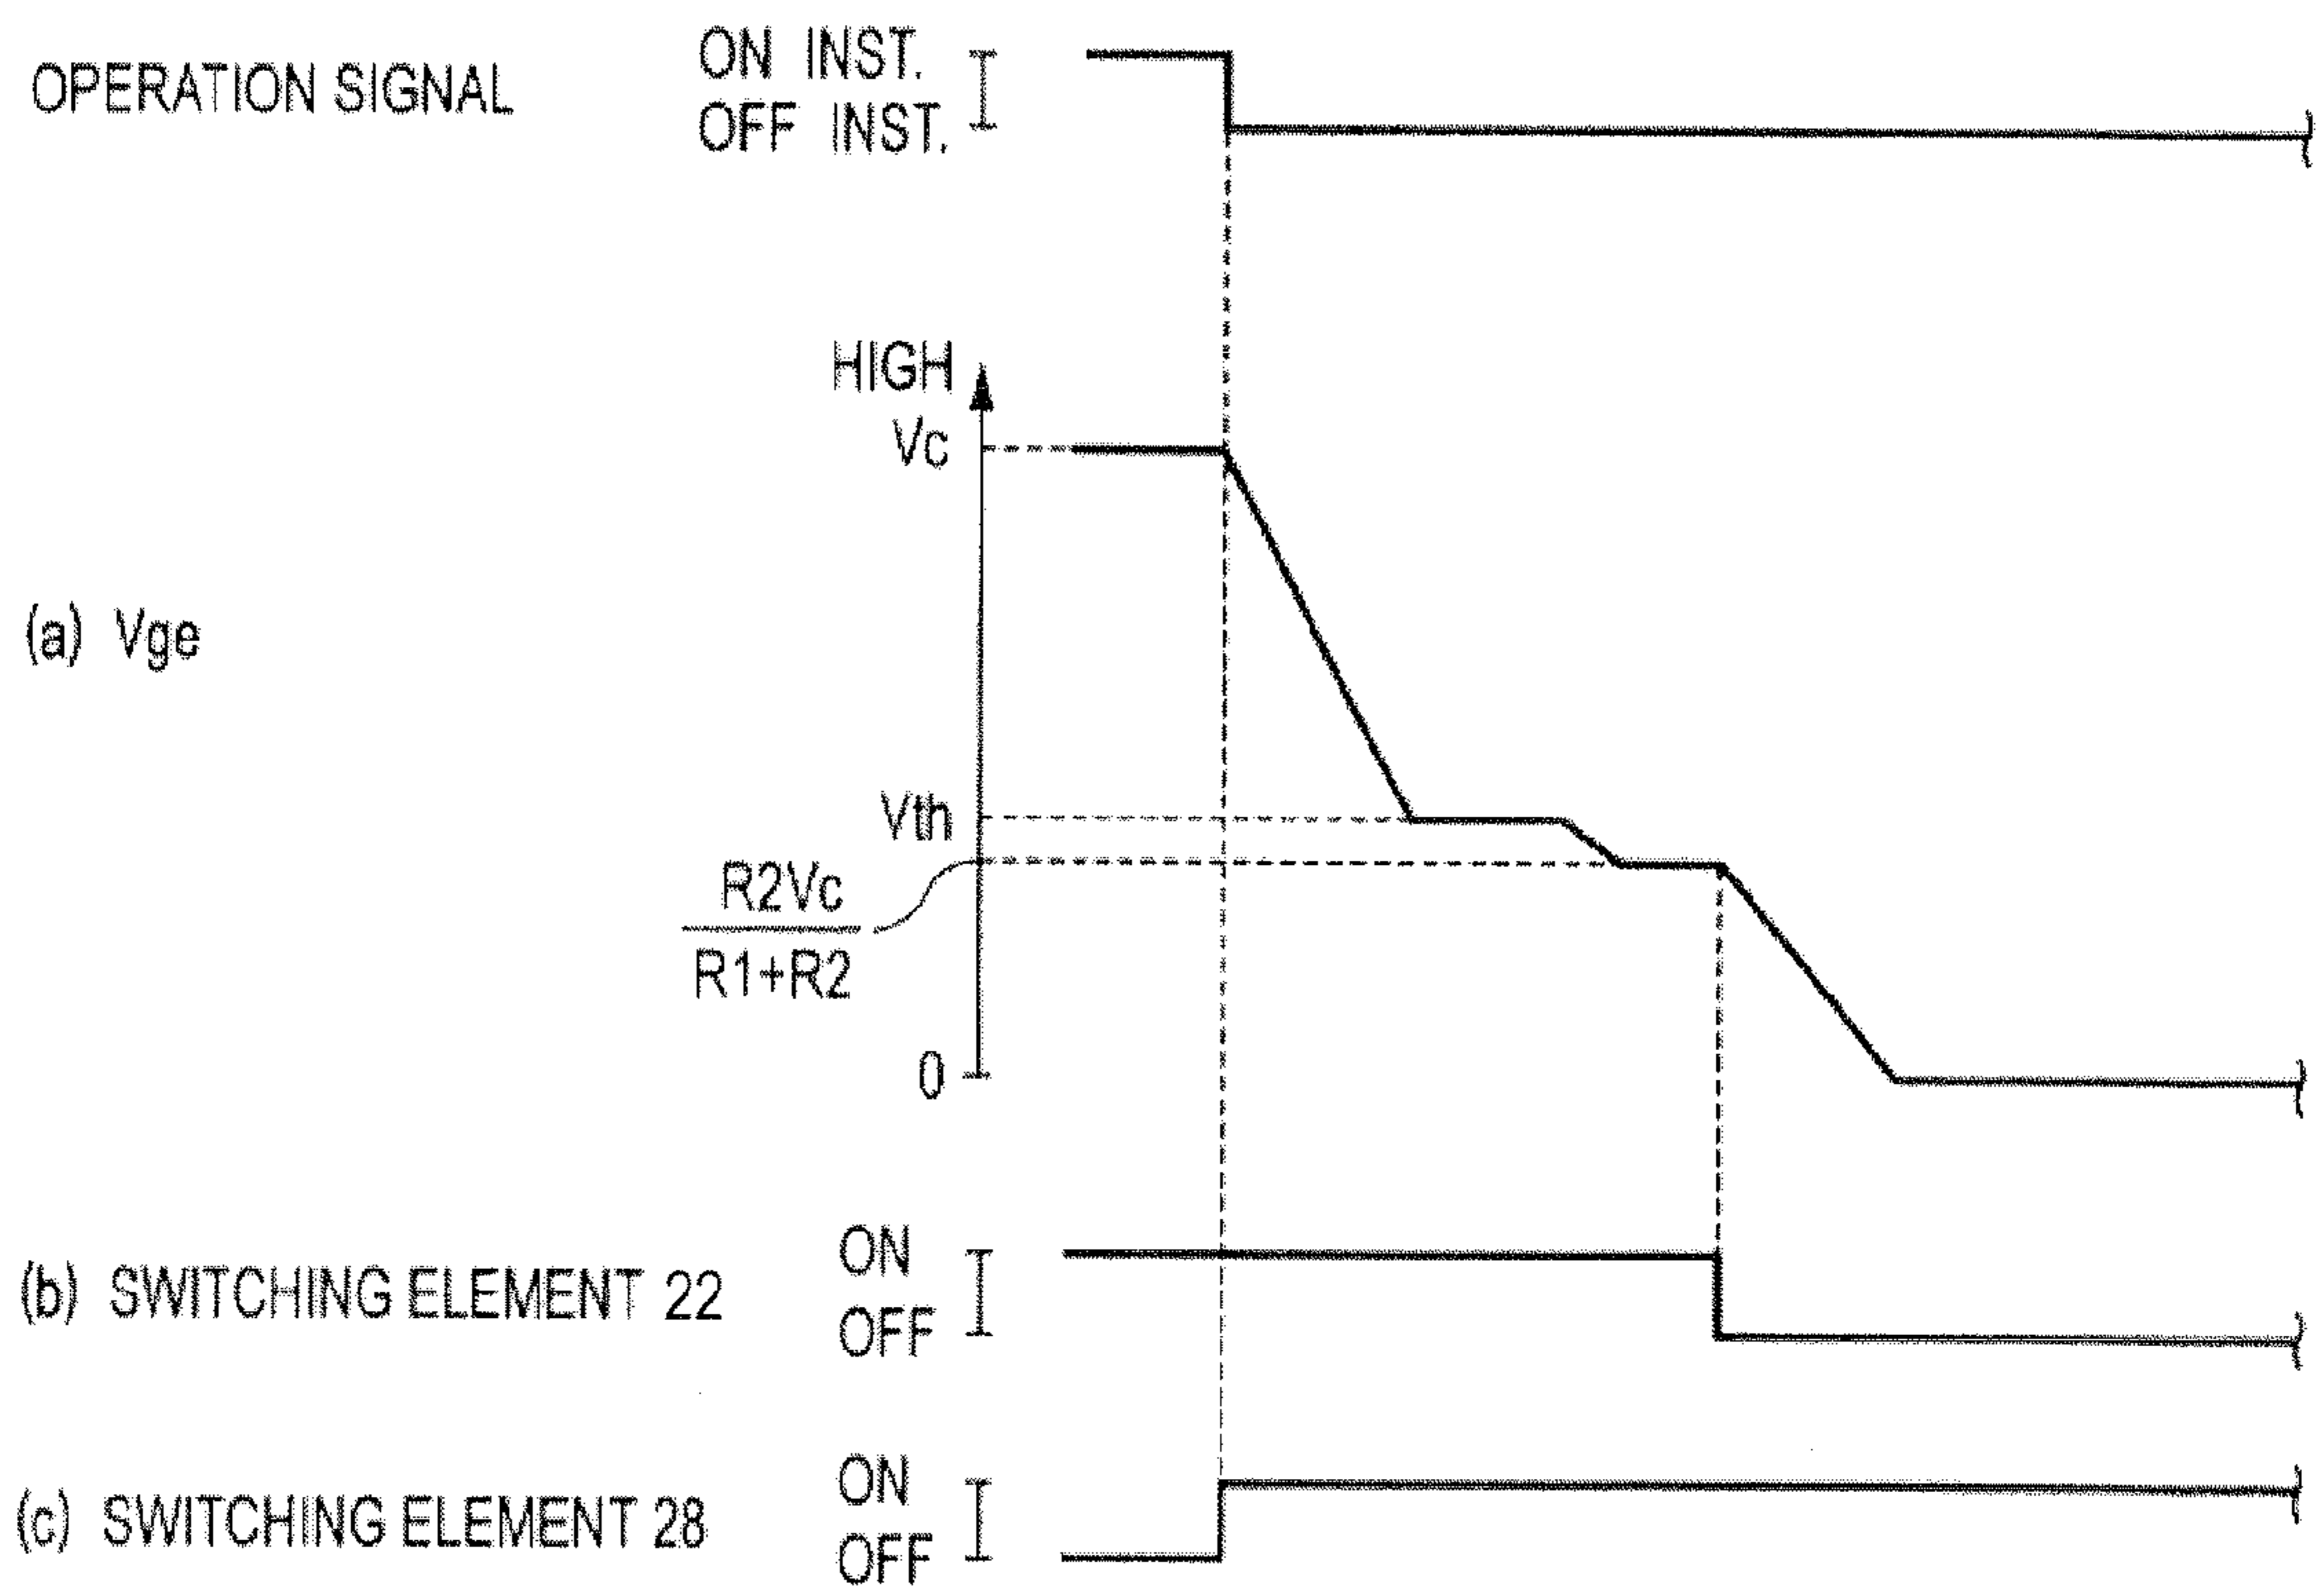 OPERATION SIGNAL
ON INST.
OFF INST.
HIGH
Vc
(a) Vge
Vth
R2Vc
R1+R2
0
(b) SWITCHING ELEMENT 22
ON
OFF
(c) SWITCHING ELEMENT 28
ON
OFF